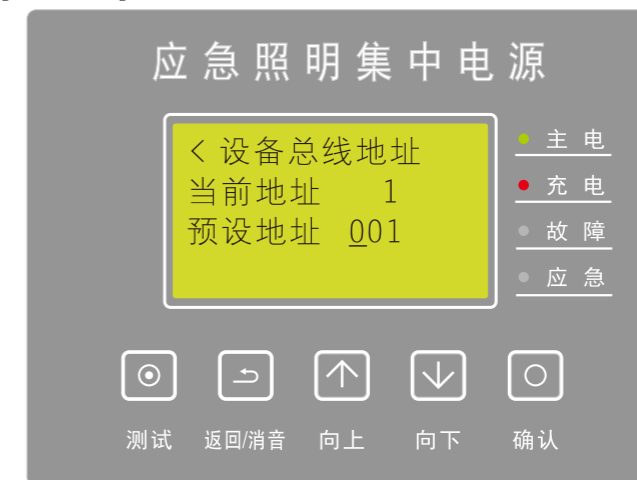 应急照明集中电源
< 设备总线地址
当前地址 1
预设地址 001
主电
充电
故障
应急
测试 返回/消音 向上 向下 确认